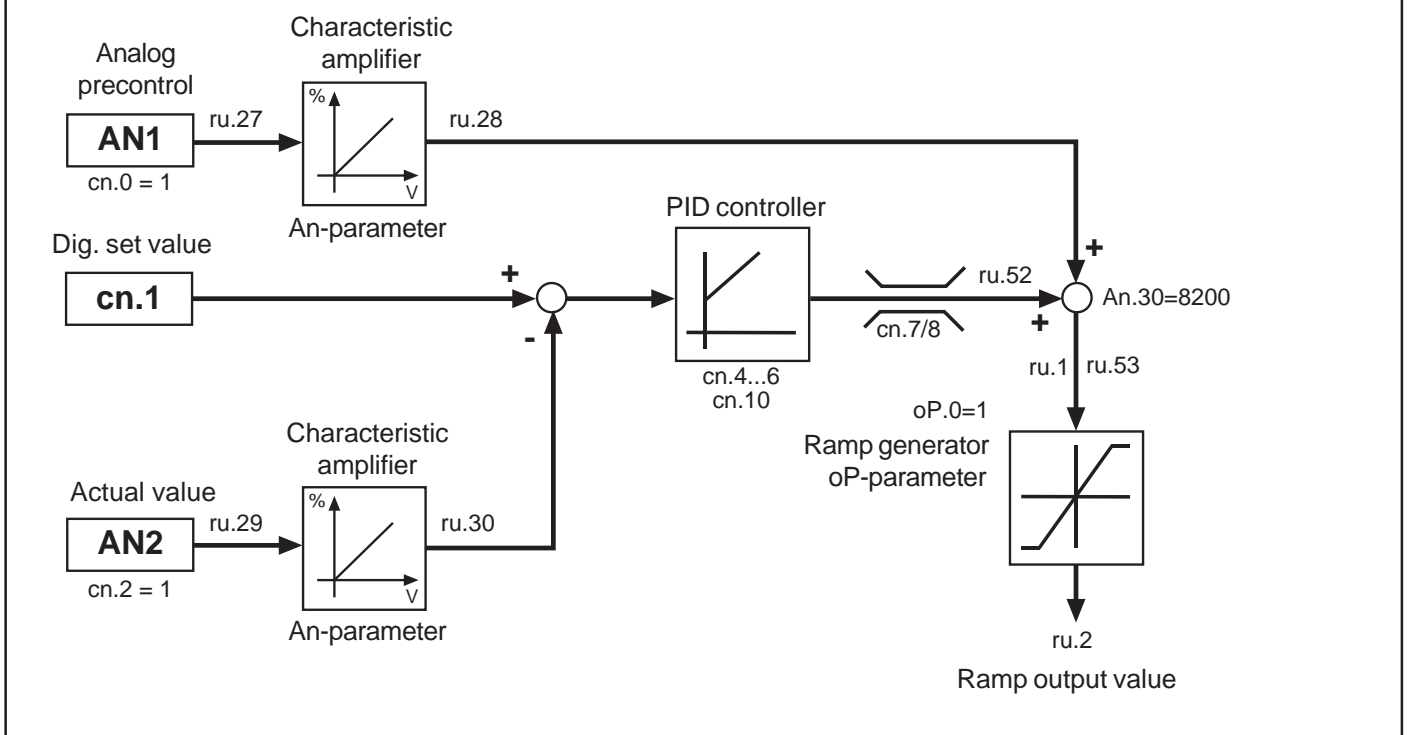 Characteristic
amplifier
Analog
precontrol
AN1
cn.0 = 1
ru.27
%
V
An-parameter
ru.28
Dig. set value
cn.1
+
-
PID controller
cn.4...6
cn.10
cn.7/8
ru.52
+
+
An.30=8200
ru.1
ru.53
Characteristic
amplifier
Actual value
AN2
cn.2 = 1
ru.29
%
V
An-parameter
ru.30
oP.0=1
Ramp generator
oP-parameter
ru.2
Ramp output value